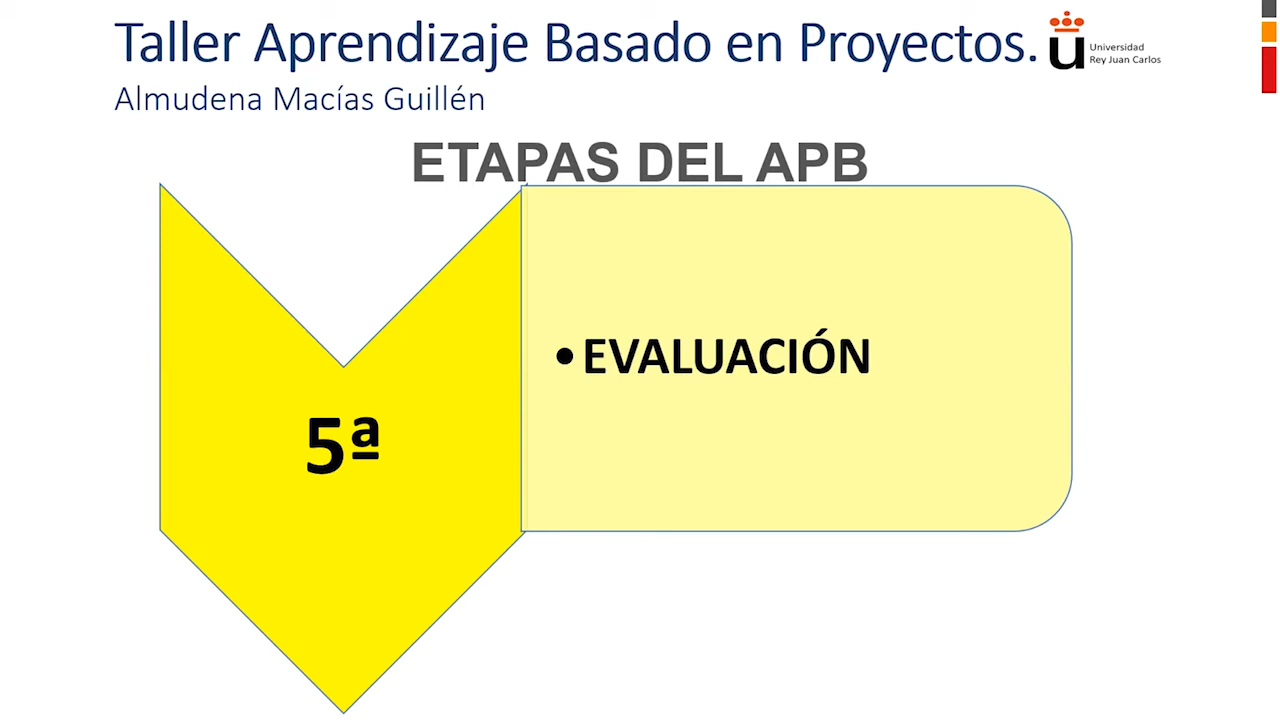 Taller Aprendizaje Basado en Proyectos.
Universidad
Rey Juan Carlos
Almudena Macías Guillén
ETAPAS DEL APB
5ª
•EVALUACIÓN